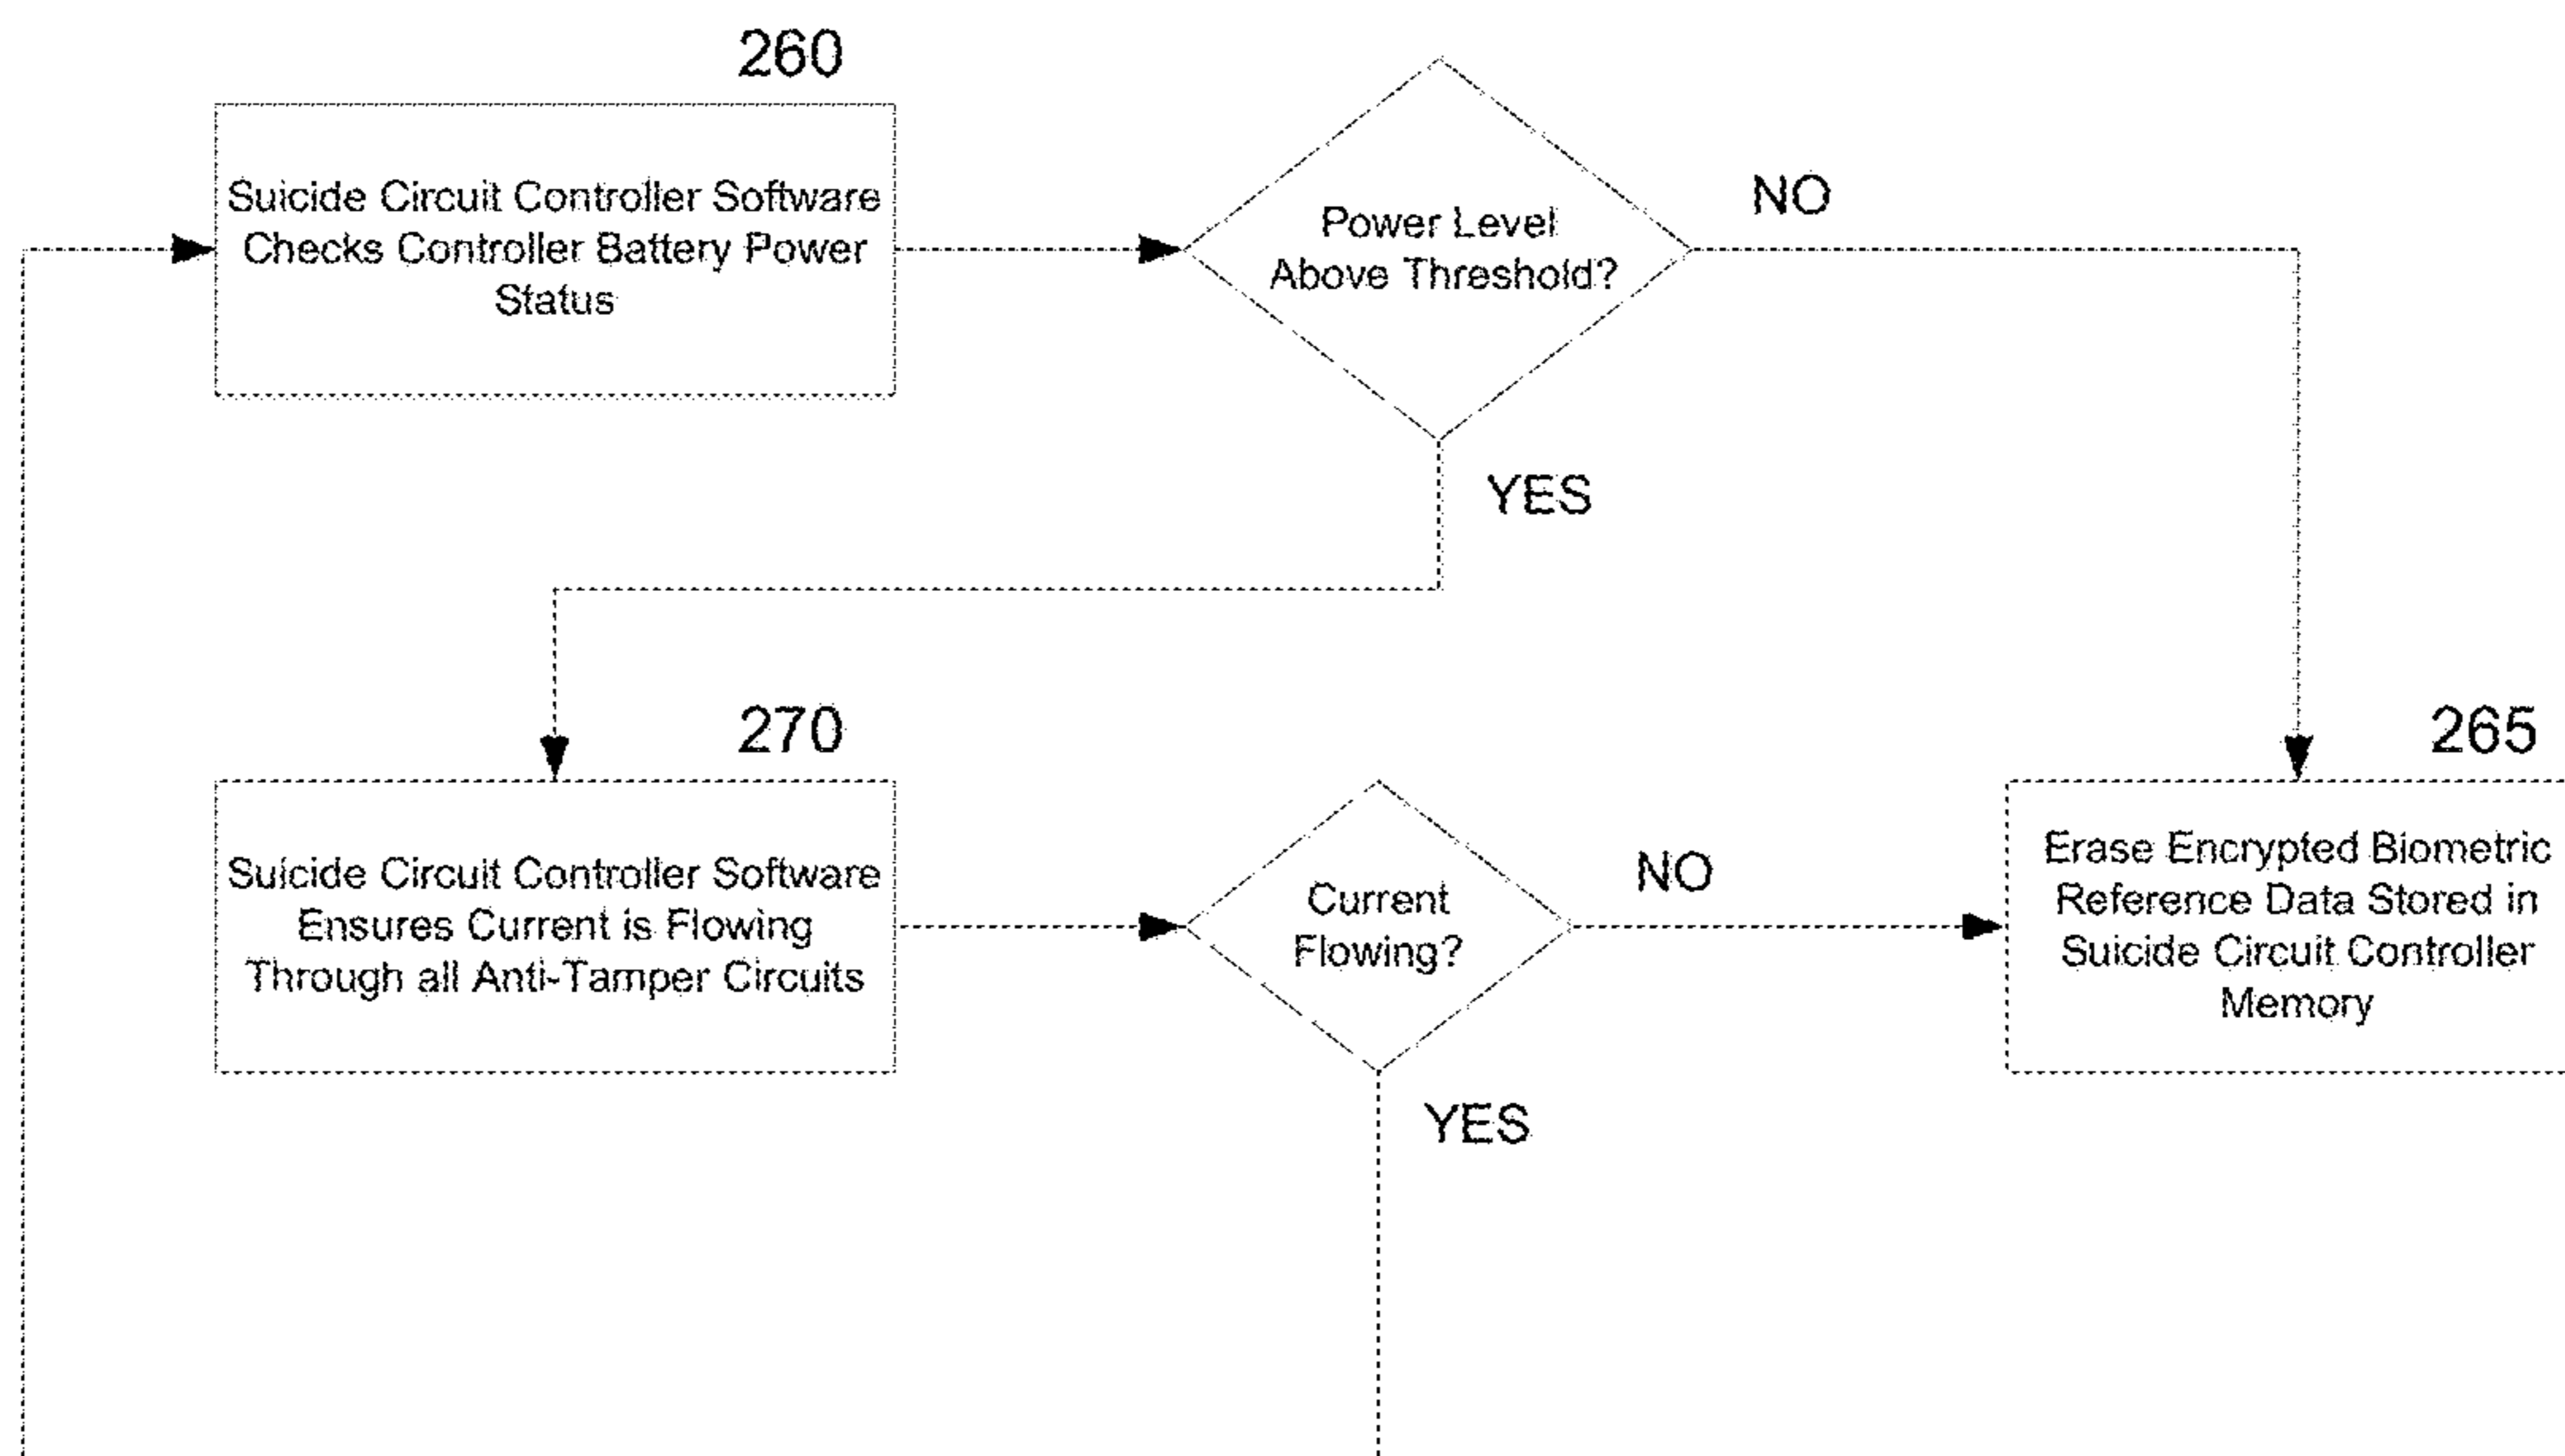 260
Suicide Circuit Controller Software
Checks Controller Battery Power
Status
Power Level
Above Threshold?
NO
YES
270
Suicide Circuit Controller Software
Ensures Current is Flowing
Through all Anti-Tamper Circuits
Current
Flowing?
NO
YES
265
Erase Encrypted Biometric
Reference Data Stored in
Suicide Circuit Controller
Memory